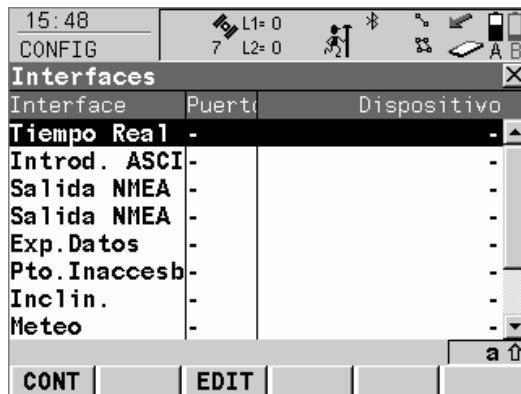 15:48
CONFIG
L1= 0
7 L2= 0
A B
Interfaces
Interface Puerto Dispositivo
Tiempo Real - -
Introd. ASCI - -
Salida NMEA - -
Salida NMEA - -
Exp.Datos - -
Pto.Inaccesb - -
Inclin. - -
Meteo - -
a
CONT EDIT